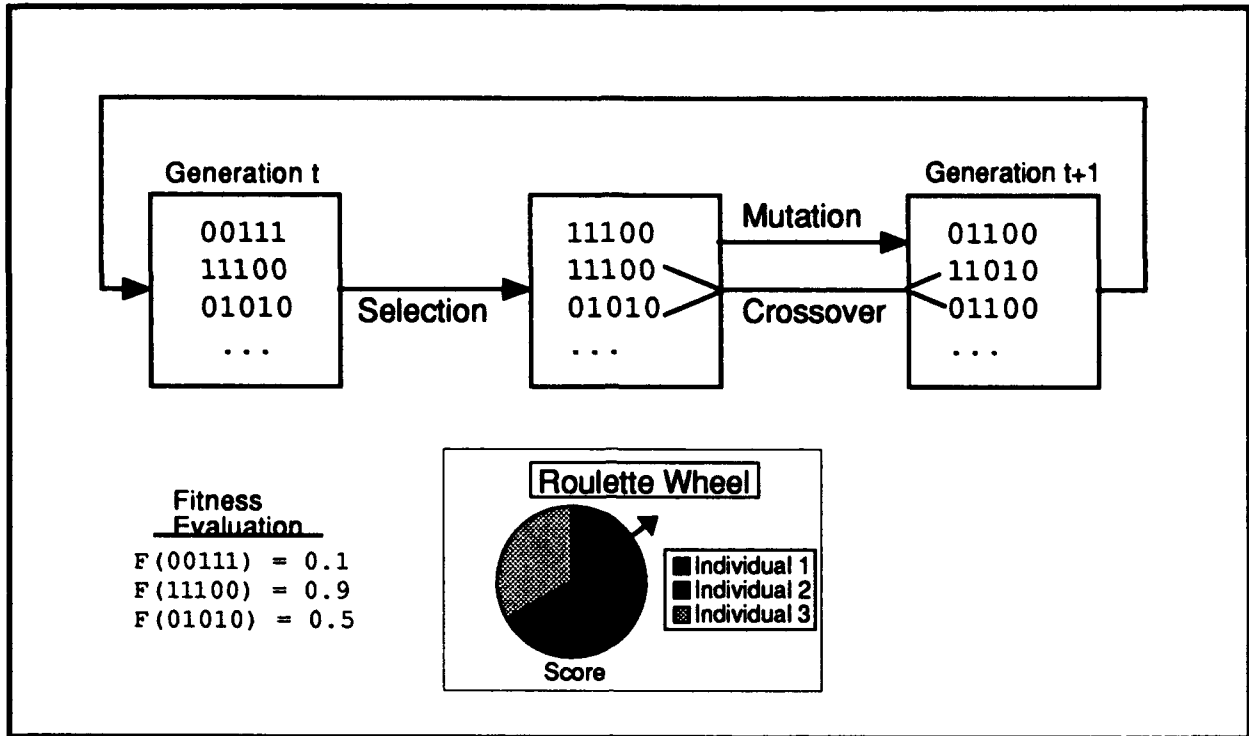 Generation t
00111
11100
01010
...
Selection
11100
11100
01010
...
Mutation
Crossover
Generation t+1
01100
11010
01100
...
Fitness
Evaluation
F(00111) = 0.1
F(11100) = 0.9
F(01010) = 0.5
Roulette Wheel
Individual 1
Individual 2
Individual 3
Score